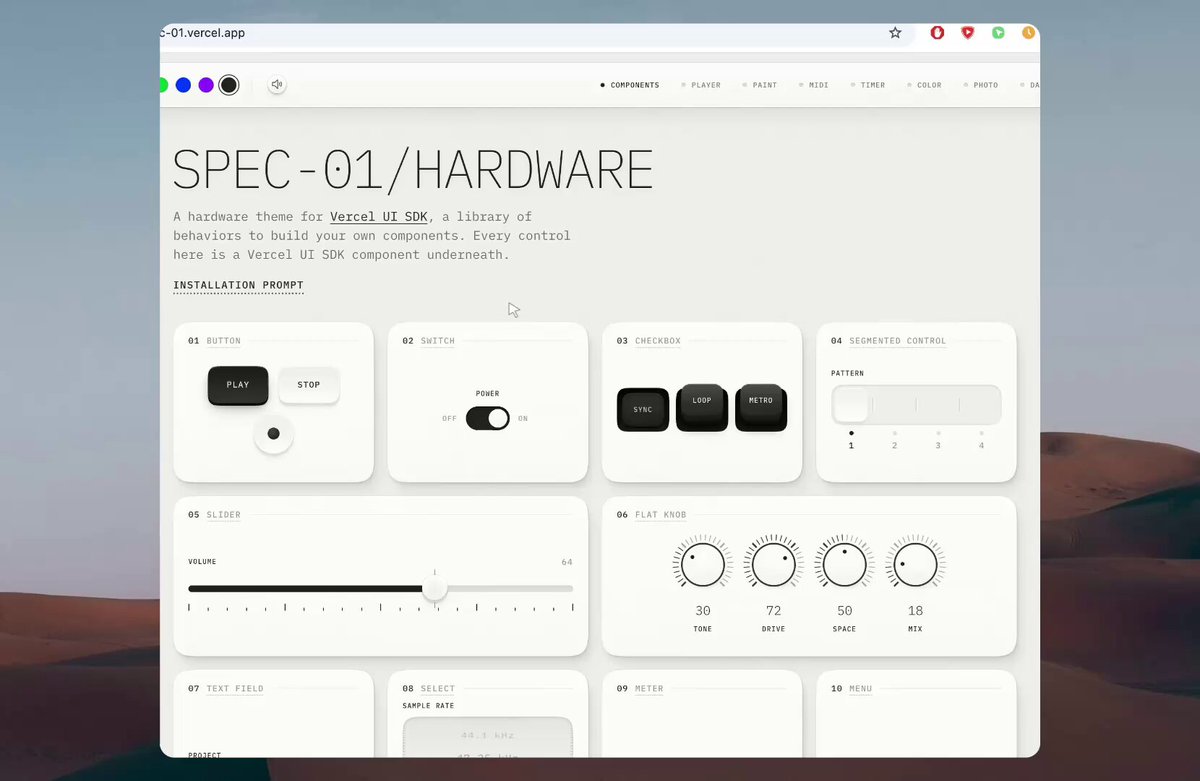 c-01.vercel.app
COMPONENTS PLAYER PAINT MIDI TIMER COLOR PHOTO DA
SPEC-01/HARDWARE
A hardware theme for Vercel UI SDK, a library of
behaviors to build your own components. Every control
here is a Vercel UI SDK component underneath.
INSTALLATION PROMPT
01 BUTTON
PLAY STOP
02 SWITCH
POWER
OFF ON
03 CHECKBOX
SYNC LOOP METRO
04 SEGMENTED CONTROL
PATTERN
1 2 3 4
05 SLIDER
VOLUME 64
06 FLAT KNOB
30 72 50 18
TONE DRIVE SPACE MIX
07 TEXT FIELD
PROJECT
08 SELECT
SAMPLE RATE
44.1 kHz
09 METER
10 MENU